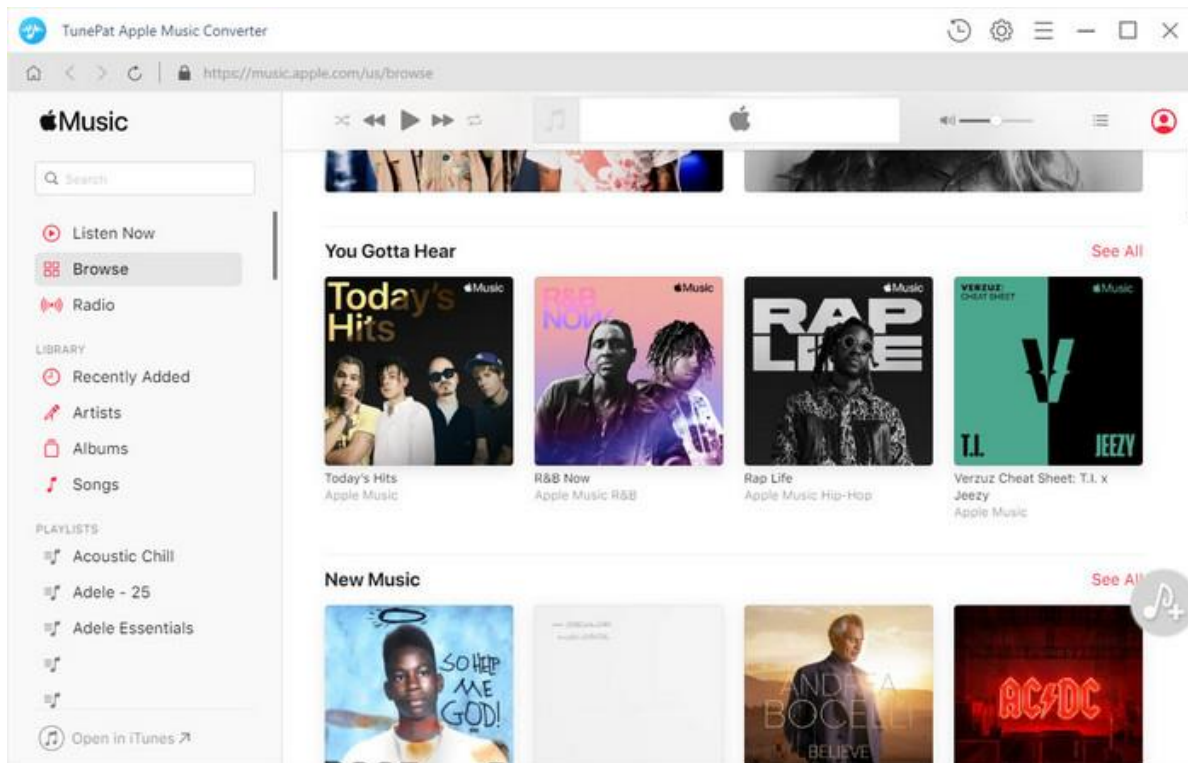 TunePat Apple Music Converter
https://music.apple.com/us/browse
Music
Search
Listen Now
Browse
Radio
LIBRARY
Recently Added
Artists
Albums
Songs
PLAYLISTS
Acoustic Chill
Adele - 25
Adele Essentials
Open in iTunes
You Gotta Hear
See All
Today's
Hits
Music
R&B
NOW
Music
RAP
LIFE
Music
VERZUZ:
CHEAT SHEET
Music
V
T.I.
JEEZY
Today's Hits
Apple Music
R&B Now
Apple Music R&B
Rap Life
Apple Music Hip-Hop
Verzuz Cheat Sheet: T.I. x
Jeezy
Apple Music
New Music
See All
SO HELP
ME
GOD!
ANDREA
BOCELLI
BELIEVE
AC/DC